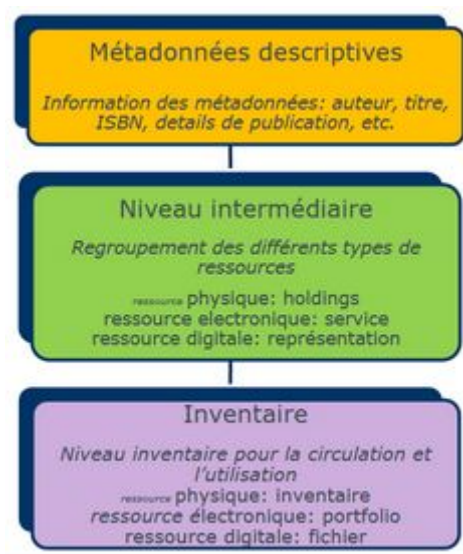 Métadonnées descriptives
Information des métadonnées: auteur, titre,
ISBN, details de publication, etc.
Niveau intermédiaire
Regroupement des différents types de
ressources
ressource physique: holdings
ressource electronique: service
ressource digitale: représentation
Inventaire
Niveau inventaire pour la circulation et
l'utilisation
ressource physique: inventaire
ressource électronique: portfolio
ressource digitale: fichier